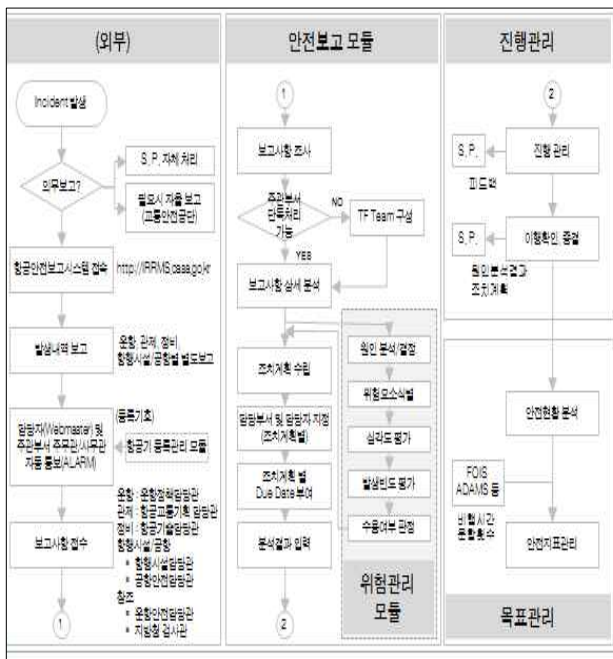 (외부)
Incident 발생
의무보고?
S. P. 자체 처리
필요시 자율 보고
(교통안전공단)
항공안전보고시스템 접속
http://IRRMS.casa.go.kr
발생내역 보고
운항, 관제, 정비,
항행시설/공항별 별도보고
담당자(Webmaster) 및
주관부서 주무관/사무관
자동 통보(ALARM)
(등록기호)
항공기 등록관리 모듈
보고사항 접수
운항 : 운항정책담당관
관제 : 항공교통기획 담당관
정비 : 항공기술담당관
항행시설/공항
* 항행시설담당관
* 공항안전담당관
참조
* 운항안전담당관
* 지방청 검사관
1
안전보고 모듈
1
보고사항 조사
주관부서
단독처리
가능
NO
TF Team 구성
YES
보고사항 상세 분석
조치계획 수립
담당부서 및 담당자 지정
(조치계획별)
조치계획 별
Due Date 부여
분석결과 입력
2
원인 분석/결정
위험요소식별
심각도 평가
발생빈도 평가
수용여부 판정
위험관리
모듈
진행관리
2
진행 관리
S. P.
피드백
이행확인, 종결
S. P.
원인분석결과
조치계획
안전현황 분석
FOIS
ADAMS 등
비행시간
운항횟수
안전지표관리
목표관리